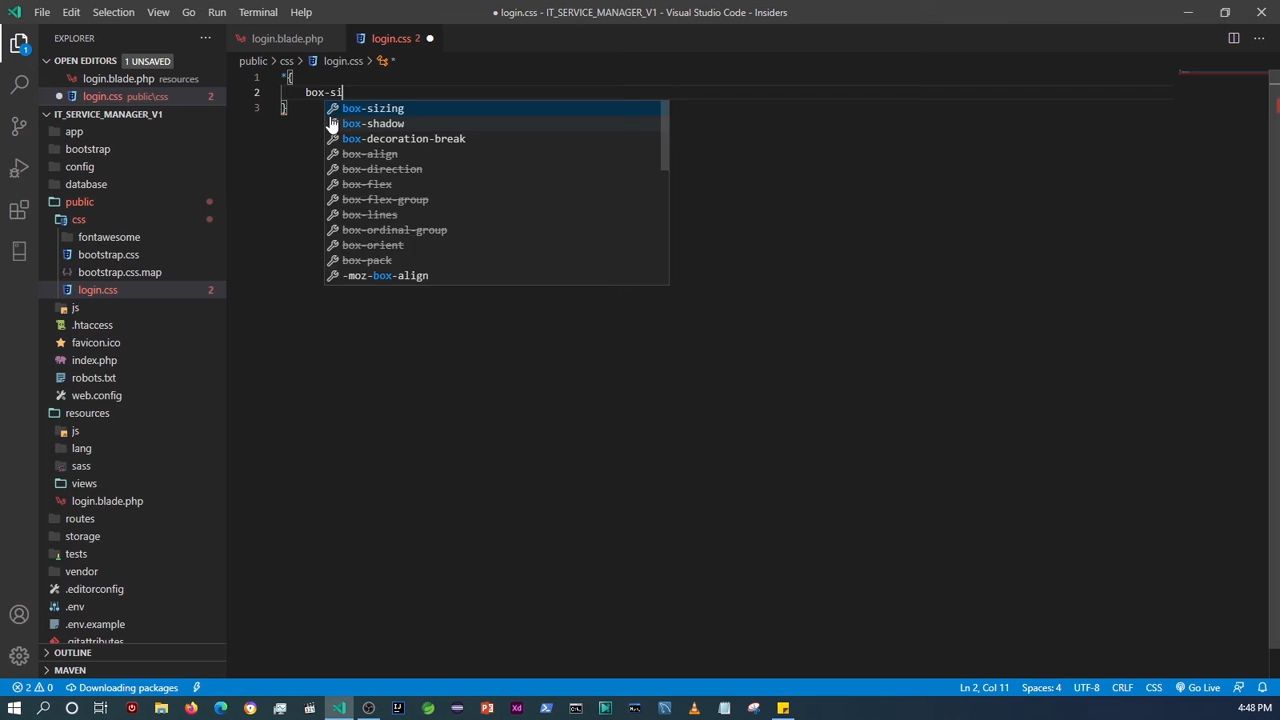 File Edit Selection View Go Run Terminal Help
● login.css - IT_SERVICE_MANAGER_V1 - Visual Studio Code - Insiders
EXPLORER
login.blade.php login.css 2 ●
OPEN EDITORS 1 UNSAVED
public > css > login.css > *
login.blade.php resources
login.css public\css 2
IT_SERVICE_MANAGER_V1
app
bootstrap
config
database
public
css
fontawesome
bootstrap.css
bootstrap.css.map
login.css 2
js
.htaccess
favicon.ico
index.php
robots.txt
web.config
resources
js
lang
sass
views
login.blade.php
routes
storage
tests
vendor
.editorconfig
.env
.env.example
.gitattributes
OUTLINE
MAVEN
1 *{
2 box-si
3 }
box-sizing
box-shadow
box-decoration-break
box-align
box-direction
box-flex
box-flex-group
box-lines
box-ordinal-group
box-orient
box-pack
-moz-box-align
2 0 Downloading packages
Ln 2, Col 11 Spaces: 4 UTF-8 CRLF CSS Go Live
4:48 PM